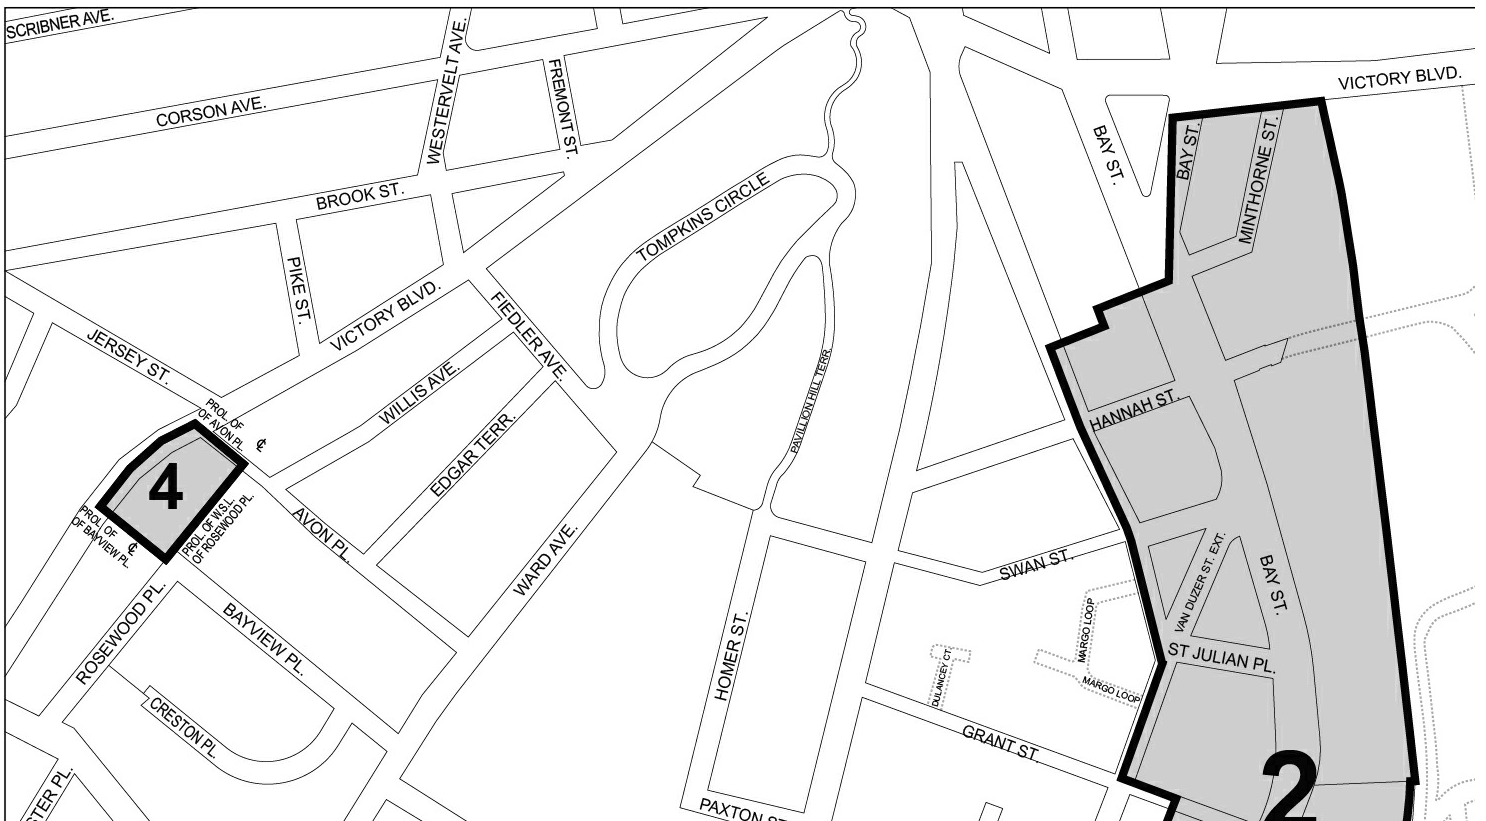 SCRIBNER AVE.
WESTERVELT AVE.
FREMONT ST.
VICTORY BLVD.
CORSON AVE.
BAY ST.
BAY ST.
MINTHORNE ST.
BROOK ST.
TOMPKINS CIRCLE
PIKE ST.
VICTORY BLVD.
FIEDLER AVE.
JERSEY ST.
WILLIS AVE.
PAVILLION HILL TERR.
HANNAH ST.
PROL. OF
OF AVON PL.
℄
EDGAR TERR.
4
PROL. OF
OF BAYVIEW PL.
℄
PROL. OF W.S.L.
OF ROSEWOOD PL.
AVON PL.
WARD AVE.
SWAN ST.
VAN DUZER ST. EXT.
BAY ST.
ROSEWOOD PL.
BAYVIEW PL.
HOMER ST.
MARGO LOOP
DULANCEY CT.
MARGO LOOP
ST JULIAN PL.
CRESTON PL.
GRANT ST.
2
STER PL.
PAXTON ST